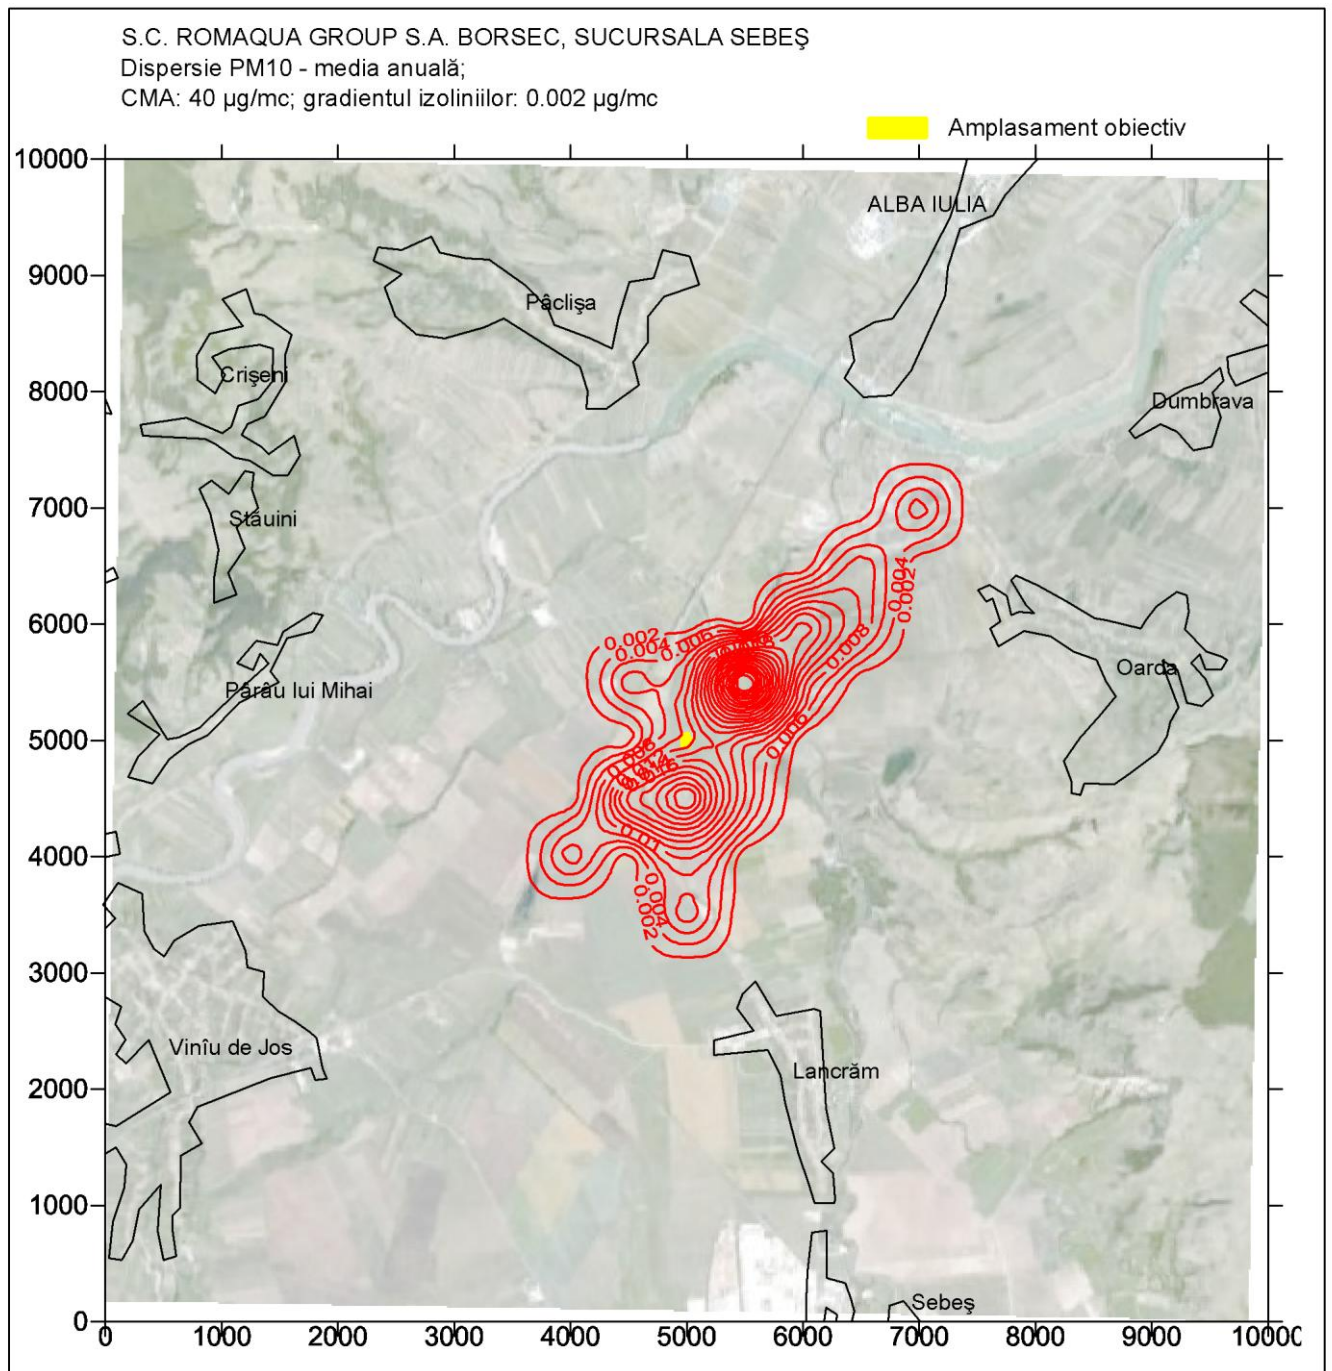 S.C. ROMAQUA GROUP S.A. BORSEC, SUCURSALA SEBEŞ
Dispersie PM10 - media anuală;
CMA: 40 µg/mc; gradientul izoliniilor: 0.002 µg/mc
Amplasament obiectiv
10000
ALBA IULIA
9000
Pâclişa
Crişeni
8000
Dumbrava
7000
Stăuini
0.004
0.002
6000
0.002
0.004
0.006
0.008
Oarda
Pârâu lui Mihai
5000
0.006
0.01
4000
0.004
0.002
3000
Vinîu de Jos
Lancrăm
2000
1000
Sebeş
0
0 1000 2000 3000 4000 5000 6000 7000 8000 9000 10000